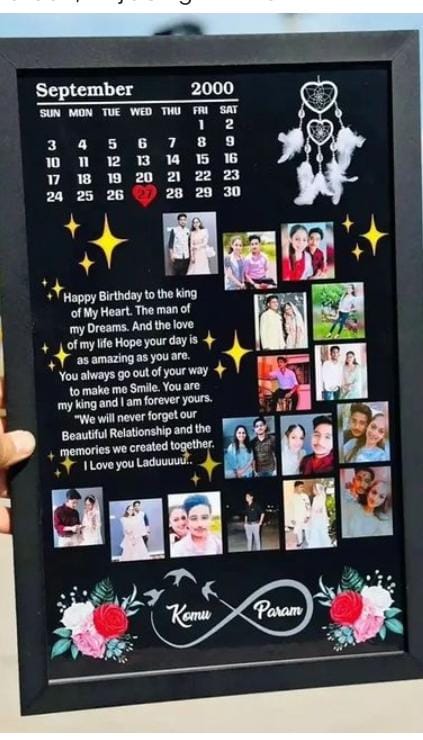 September 2000
SUN MON TUE WED THU FRI SAT
1 2
3 4 5 6 7 8 9
10 11 12 13 14 15 16
17 18 19 20 21 22 23
24 25 26 27 28 29 30
Happy Birthday to the king
of My Heart. The man of
my Dreams. And the love
of my life Hope your day is
as amazing as you are.
You always go out of your way
to make me Smile. You are
my king and I am forever yours.
"We will never forget our
Beautiful Relationship and the
memories we created together.
I Love you Laduuuuu..
Komu Param